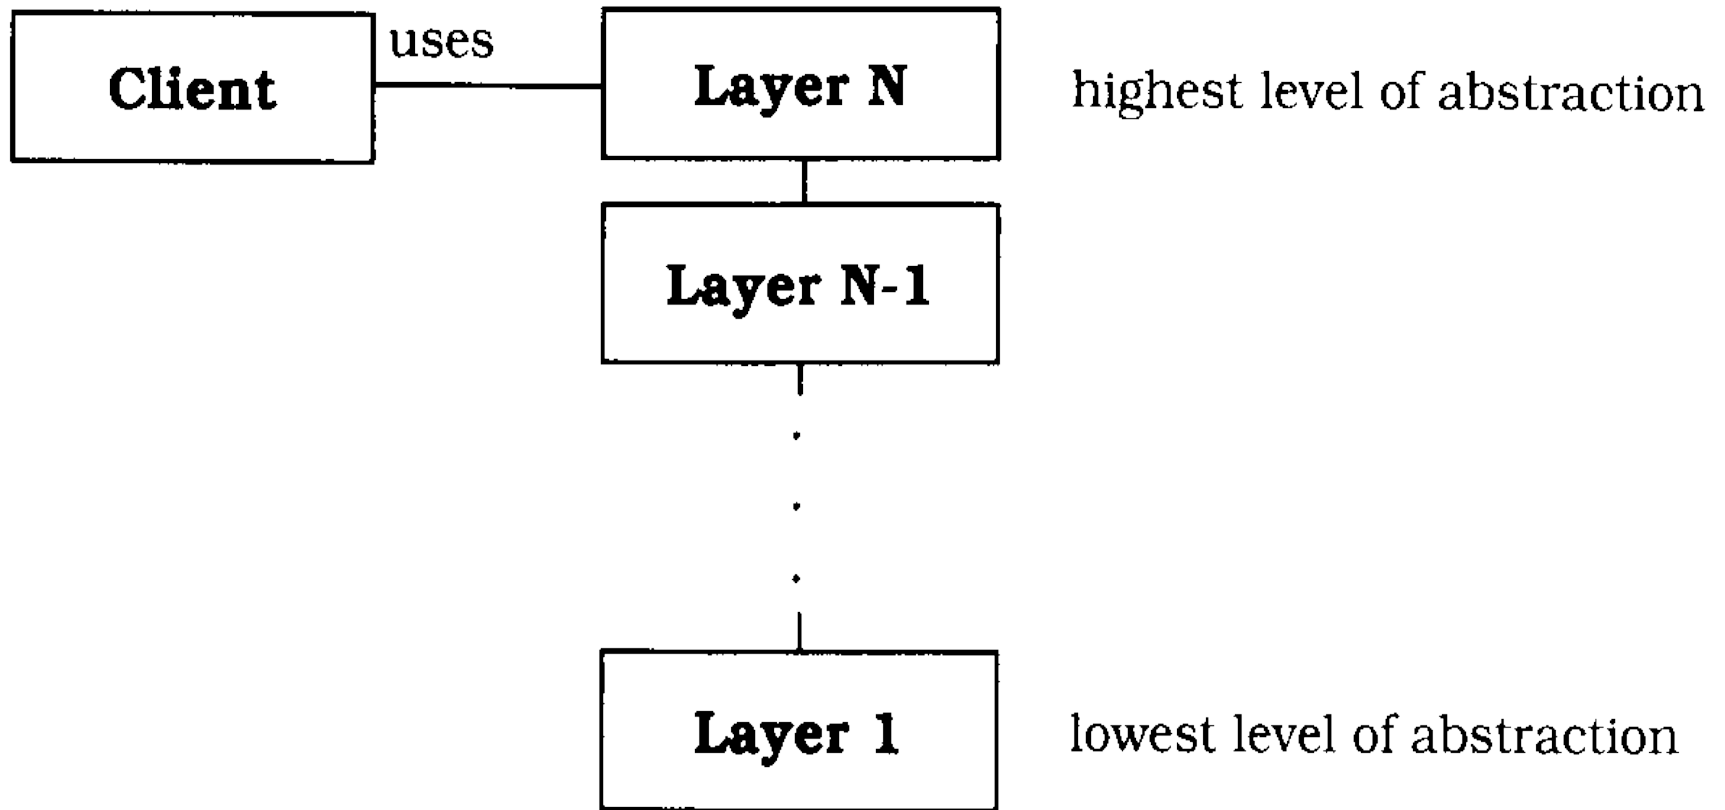 Client
uses
Layer N
highest level of abstraction
Layer N-1
Layer 1
lowest level of abstraction